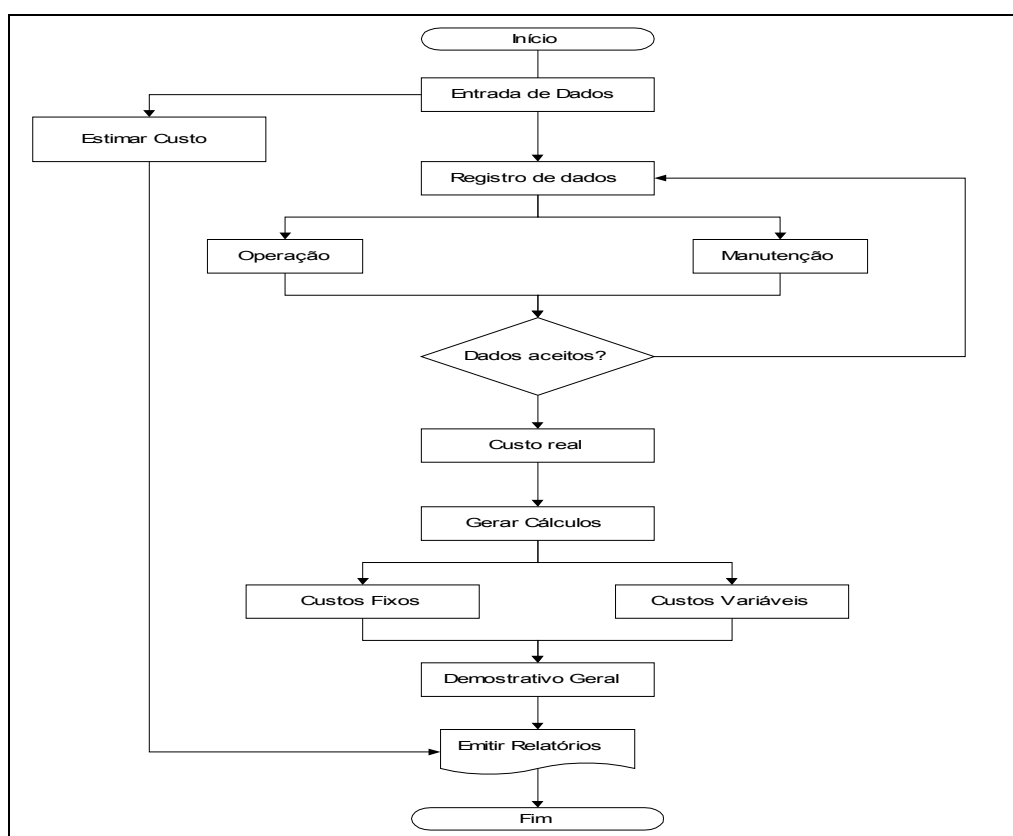 Início
Entrada de Dados
Estimar Custo
Registro de dados
Operação
Manutenção
Dados aceitos?
Custo real
Gerar Cálculos
Custos Fixos
Custos Variáveis
Demostrativo Geral
Emitir Relatórios
Fim